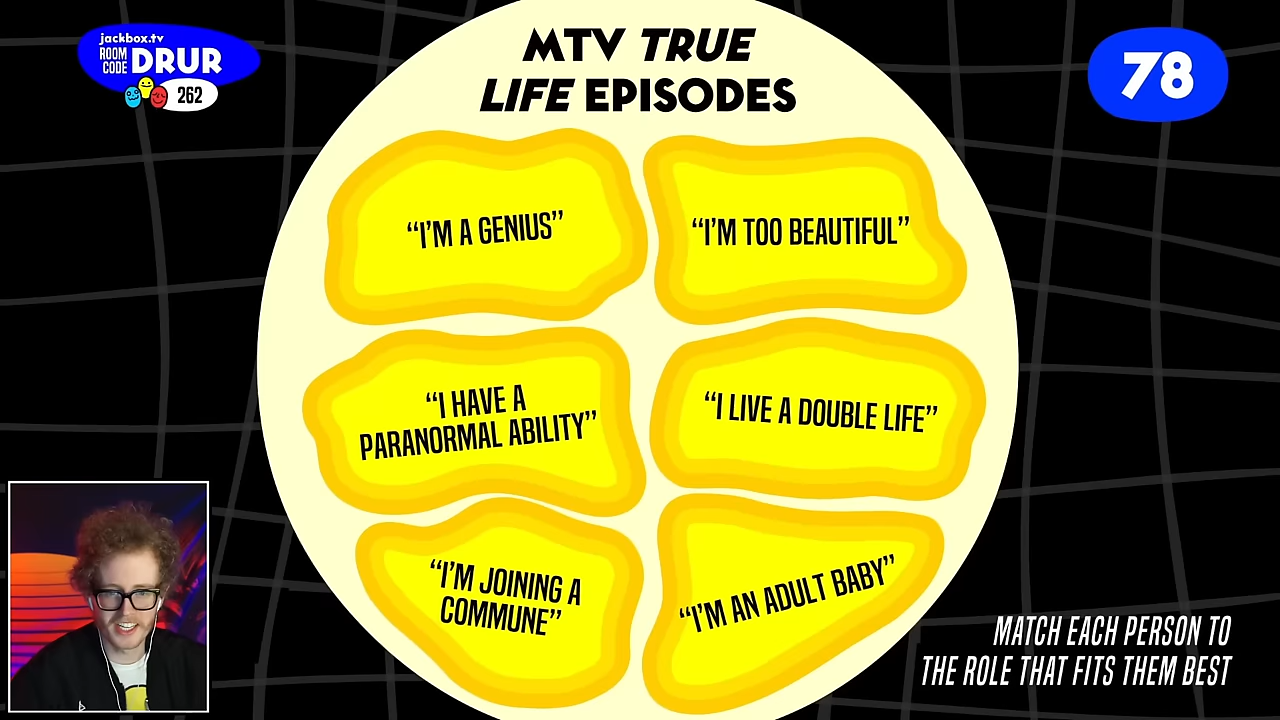 jackbox.tv
ROOM
CODE
DRUR
262
MTV TRUE
LIFE EPISODES
78
“I’M A GENIUS”
“I’M TOO BEAUTIFUL”
“I HAVE A
PARANORMAL ABILITY”
“I LIVE A DOUBLE LIFE”
“I’M JOINING A
COMMUNE”
“I’M AN ADULT BABY”
MATCH EACH PERSON TO
THE ROLE THAT FITS THEM BEST